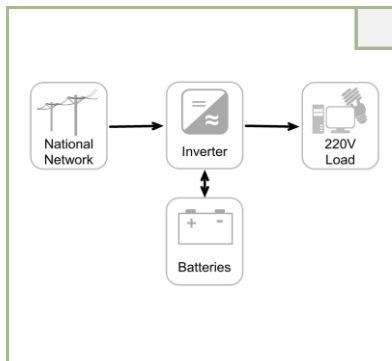 National
Network
Inverter
220V
Load
Batteries